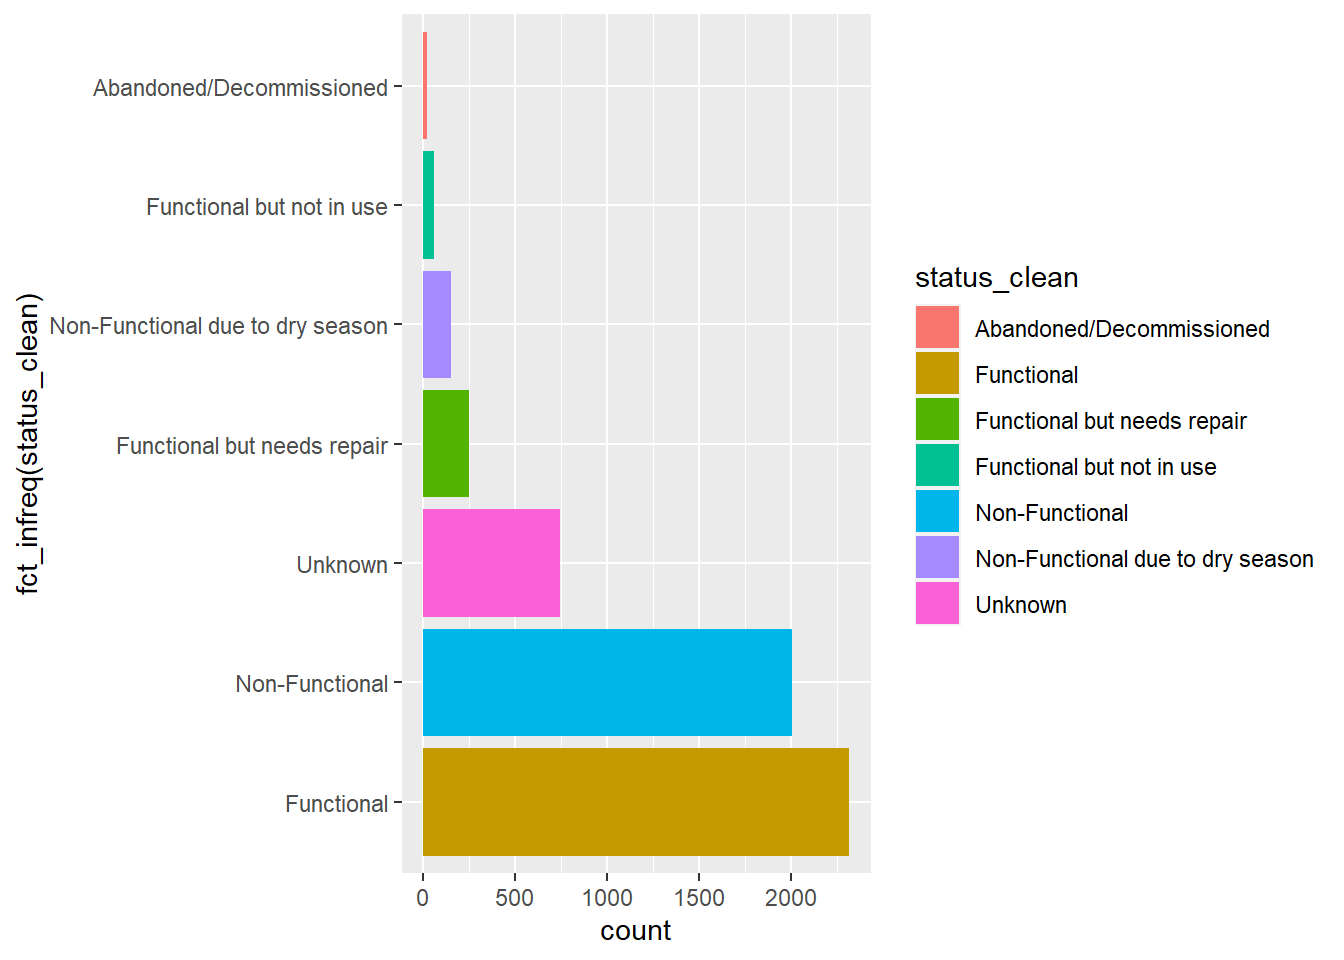 fct_infreq(status_clean)
Abandoned/Decommissioned
Functional but not in use
Non-Functional due to dry season
Functional but needs repair
Unknown
Non-Functional
Functional
0 500 1000 1500 2000
count
status_clean
Abandoned/Decommissioned
Functional
Functional but needs repair
Functional but not in use
Non-Functional
Non-Functional due to dry season
Unknown